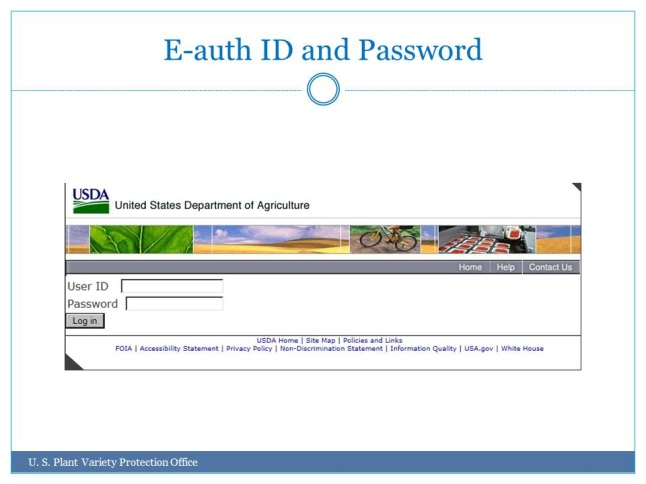 E-auth ID and Password
USDA
United States Department of Agriculture
Home | Help | Contact Us
User ID
Password
Log in
USDA Home | Site Map | Policies and Links
FOIA | Accessibility Statement | Privacy Policy | Non-Discrimination Statement | Information Quality | USA.gov | White House
U. S. Plant Variety Protection Office